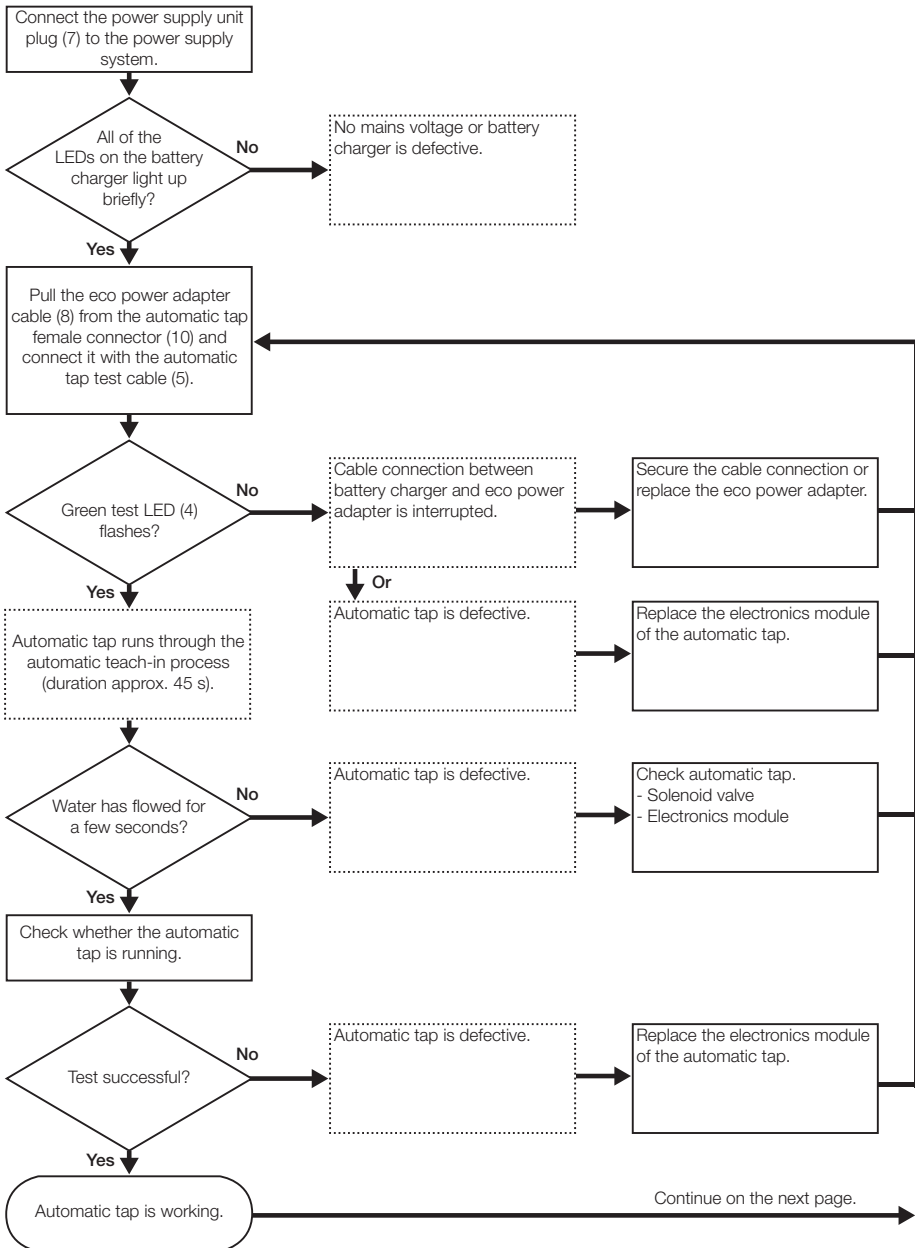 Connect the power supply unit
plug (7) to the power supply
system.
All of the
LEDs on the battery
charger light up
briefly?
No
No mains voltage or battery
charger is defective.
Yes
Pull the eco power adapter
cable (8) from the automatic tap
female connector (10) and
connect it with the automatic
tap test cable (5).
Green test LED (4)
flashes?
No
Cable connection between
battery charger and eco power
adapter is interrupted.
Secure the cable connection or
replace the eco power adapter.
Or
Automatic tap is defective.
Replace the electronics module
of the automatic tap.
Yes
Automatic tap runs through the
automatic teach-in process
(duration approx. 45 s).
Water has flowed for
a few seconds?
No
Automatic tap is defective.
Check automatic tap.
- Solenoid valve
- Electronics module
Yes
Check whether the automatic
tap is running.
Test successful?
No
Automatic tap is defective.
Replace the electronics module
of the automatic tap.
Yes
Automatic tap is working.
Continue on the next page.